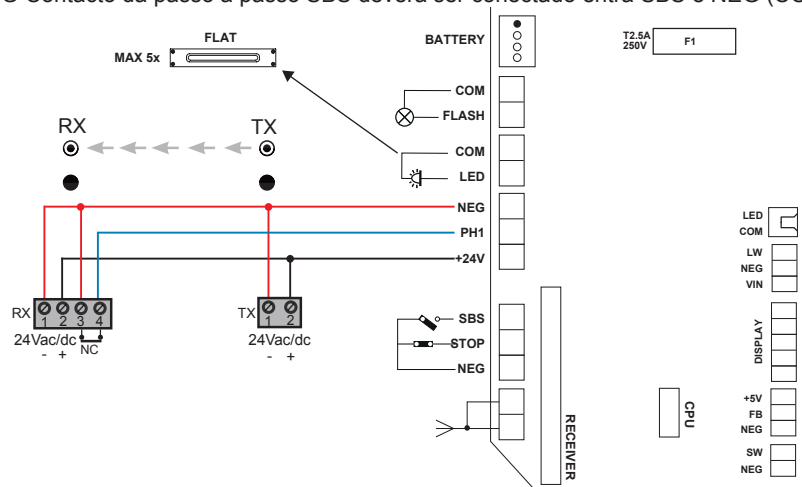 O Contacto da passo a passo SBS deverá ser conectado entra SBS e NEG (CO
FLAT
MAX 5x
BATTERY
T2.5A
250V
F1
COM
FLASH
RX
TX
COM
LED
NEG
PH1
+24V
LED
COM
LW
NEG
VIN
RX
1 2 3 4
24Vac/dc
- +
NC
TX
1 2
24Vac/dc
- +
SBS
STOP
NEG
DISPLAY
RECEIVER
CPU
+5V
FB
NEG
SW
NEG